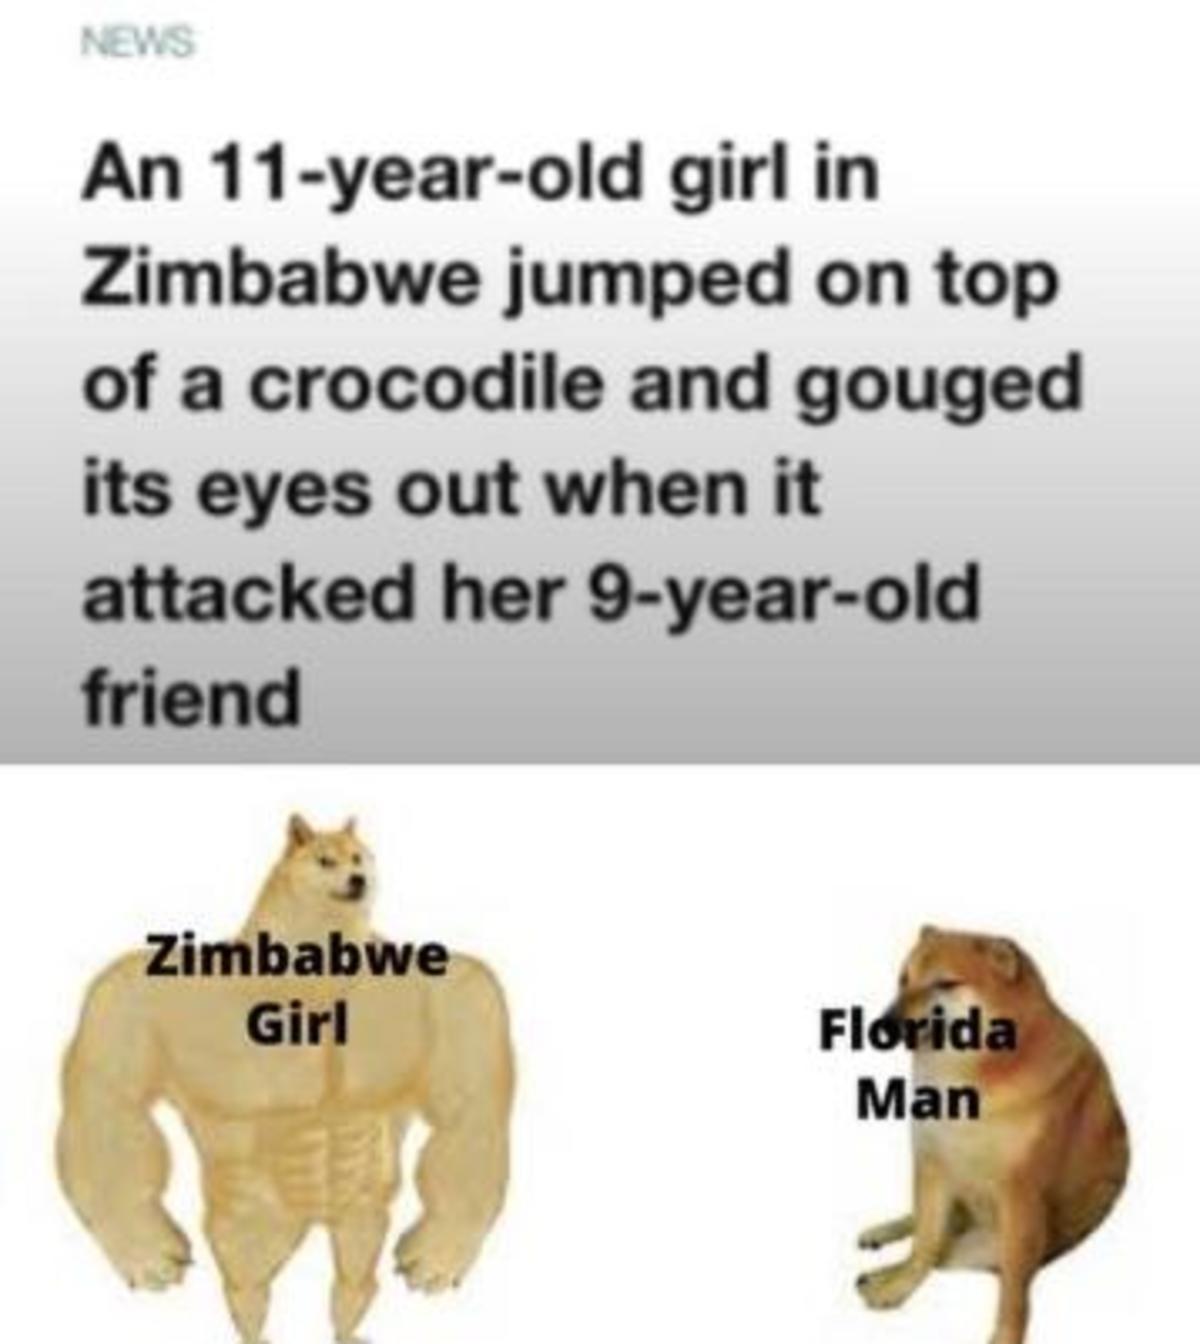 NEWS
An 11-year-old girl in
Zimbabwe jumped on top
of a crocodile and gouged
its eyes out when it
attacked her 9-year-old
friend
Zimbabwe
Girl
Florida
Man